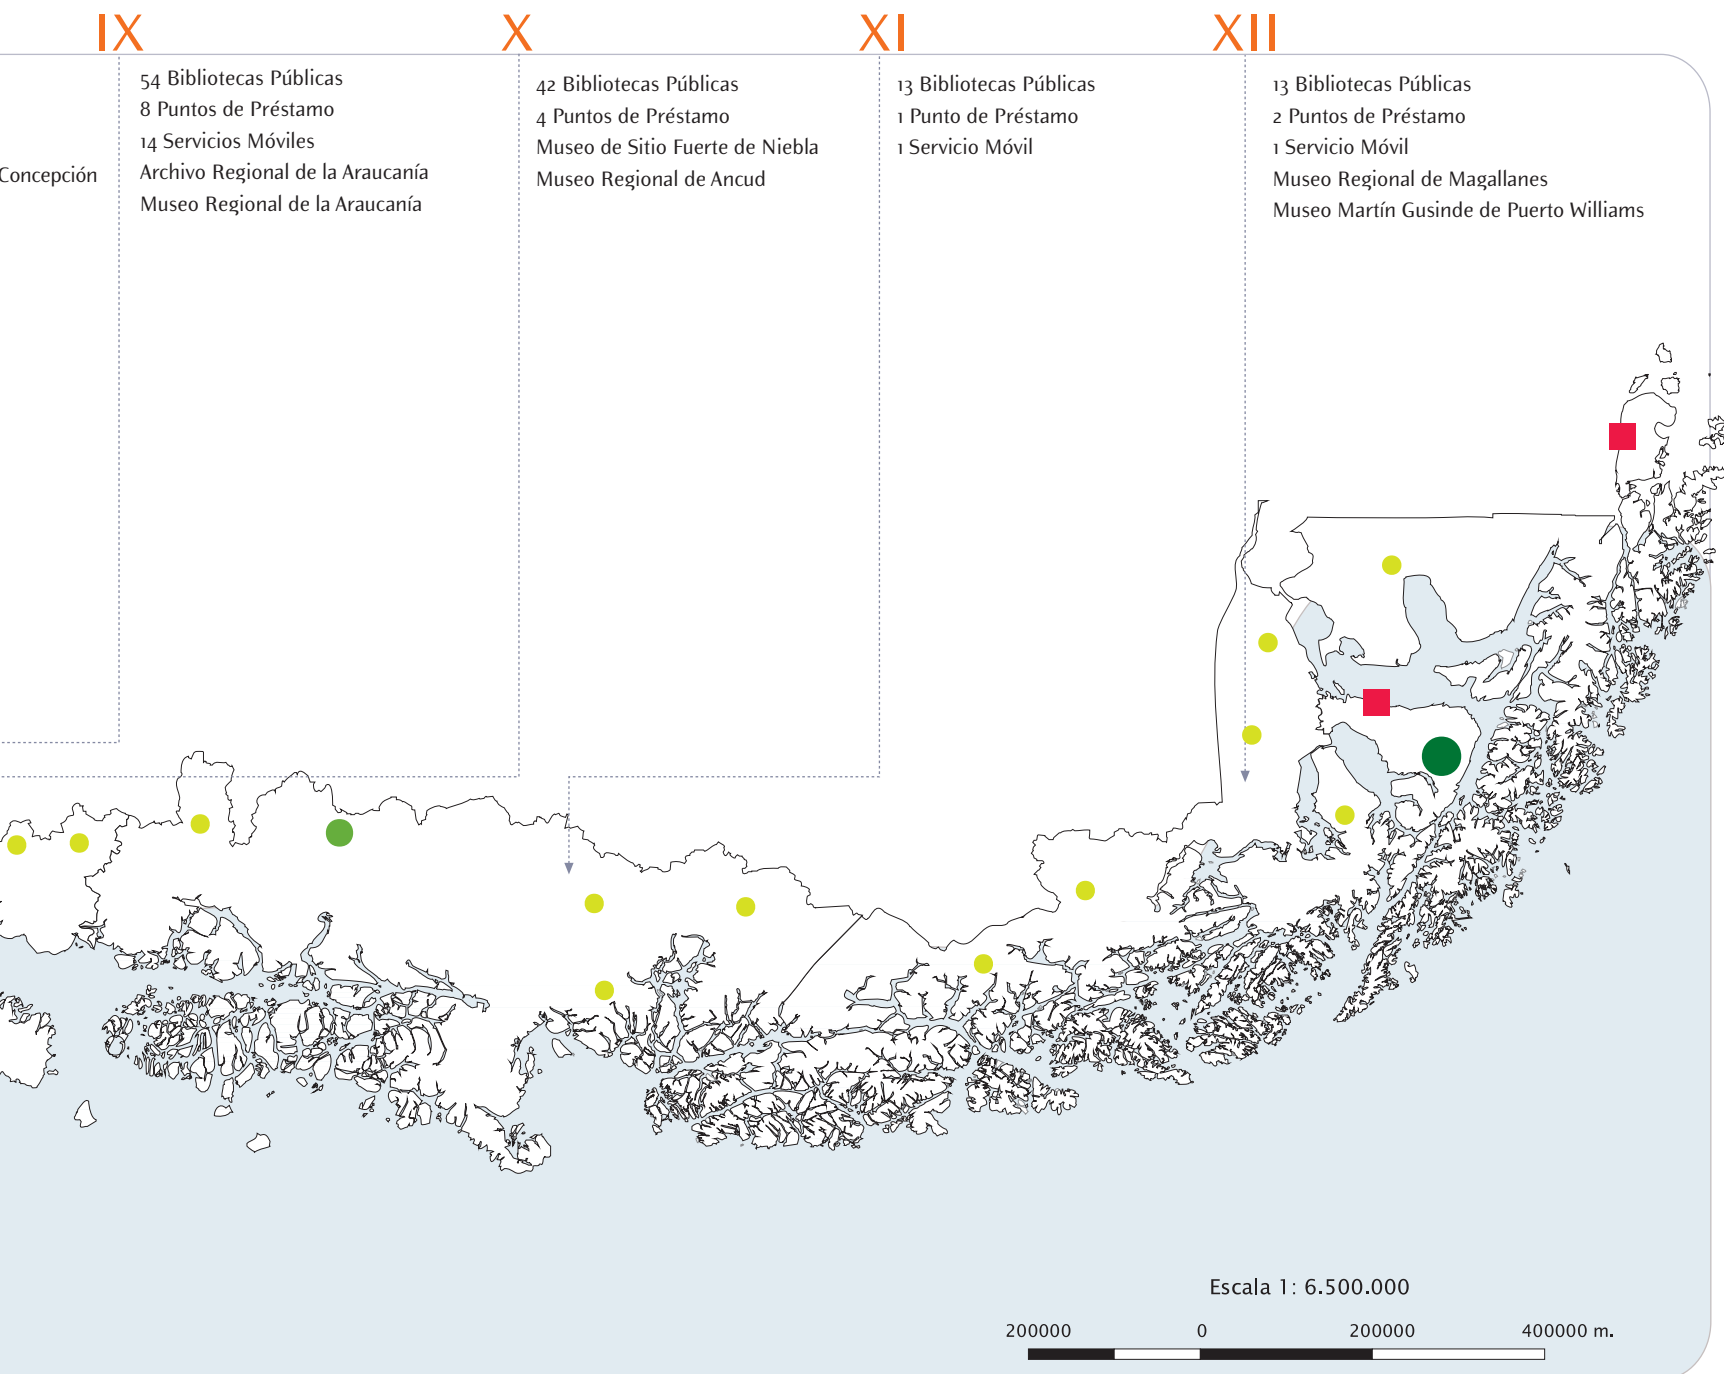 IX
X
XI
XII
Concepción
54 Bibliotecas Públicas
8 Puntos de Préstamo
14 Servicios Móviles
Archivo Regional de la Araucanía
Museo Regional de la Araucanía
42 Bibliotecas Públicas
4 Puntos de Préstamo
Museo de Sitio Fuerte de Niebla
Museo Regional de Ancud
13 Bibliotecas Públicas
1 Punto de Préstamo
1 Servicio Móvil
13 Bibliotecas Públicas
2 Puntos de Préstamo
1 Servicio Móvil
Museo Regional de Magallanes
Museo Martín Gusinde de Puerto Williams
Escala 1: 6.500.000
200000 0 200000 400000 m.